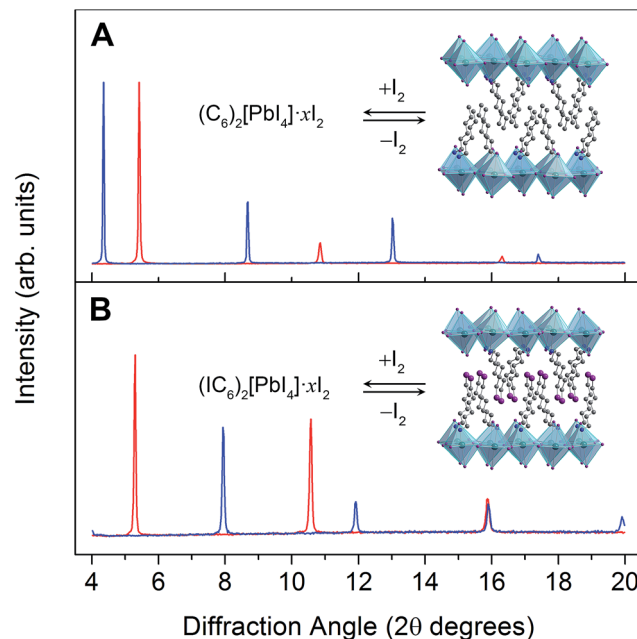 A
(C₆)₂[PbI₄]·xI₂
+I₂
−I₂
B
(IC₆)₂[PbI₄]·xI₂
+I₂
−I₂
Intensity (arb. units)
4 6 8 10 12 14 16 18 20
Diffraction Angle (2θ degrees)